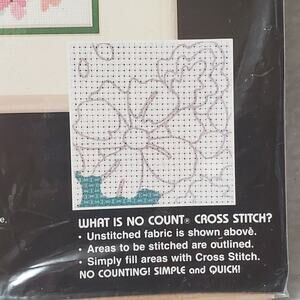 WHAT IS NO COUNT® CROSS STITCH?
• Unstitched fabric is shown above.
• Areas to be stitched are outlined.
• Simply fill areas with Cross Stitch.
NO COUNTING! SIMPLE and QUICK!